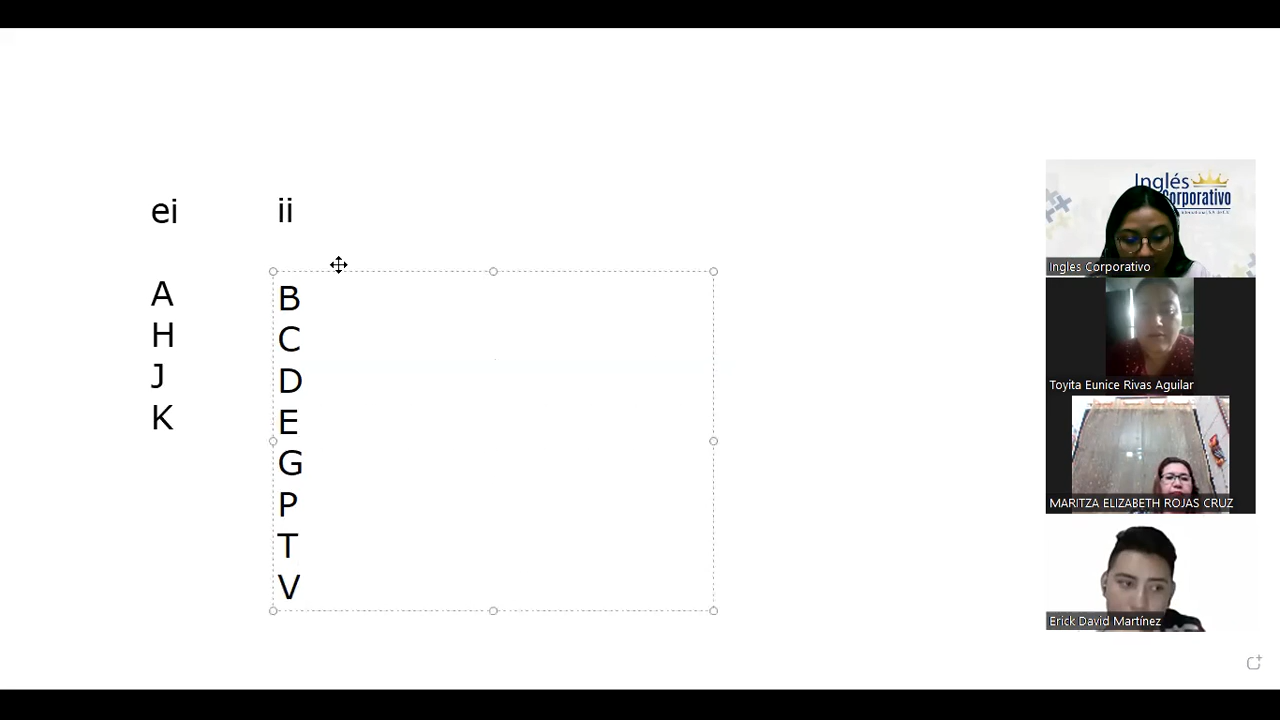 ei ii
A
H
J
K
B
C
D
E
G
P
T
V
Inglés
Corporativo
Ingles Corporativo
Toyita Eunice Rivas Aguilar
MARITZA ELIZABETH ROJAS CRUZ
Erick David Martínez